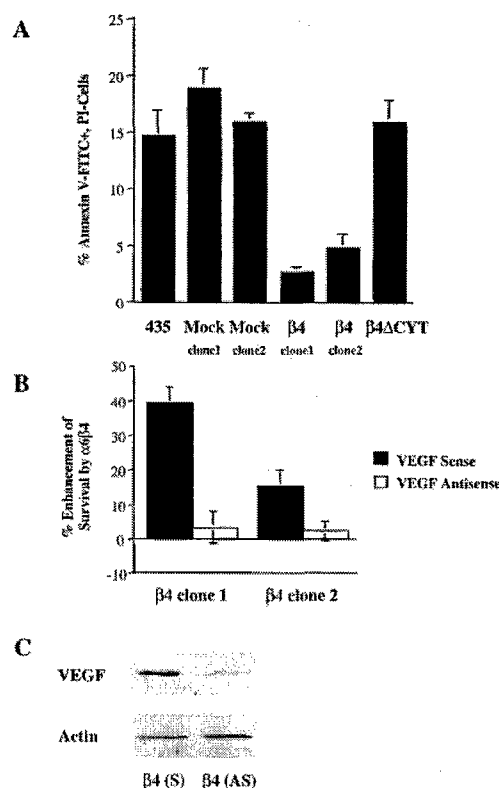 A
% Annexin V-FITC+, PI-Cells
25
20
15
10
5
0
435
Mock
clone1
Mock
clone2
β4
clone1
β4
clone2
β4ΔCYT
B
% Enhancement of
Survival by α6β4
50
40
30
20
10
0
-10
VEGF Sense
VEGF Antisense
β4 clone 1
β4 clone 2
C
VEGF
Actin
β4 (S)
β4 (AS)